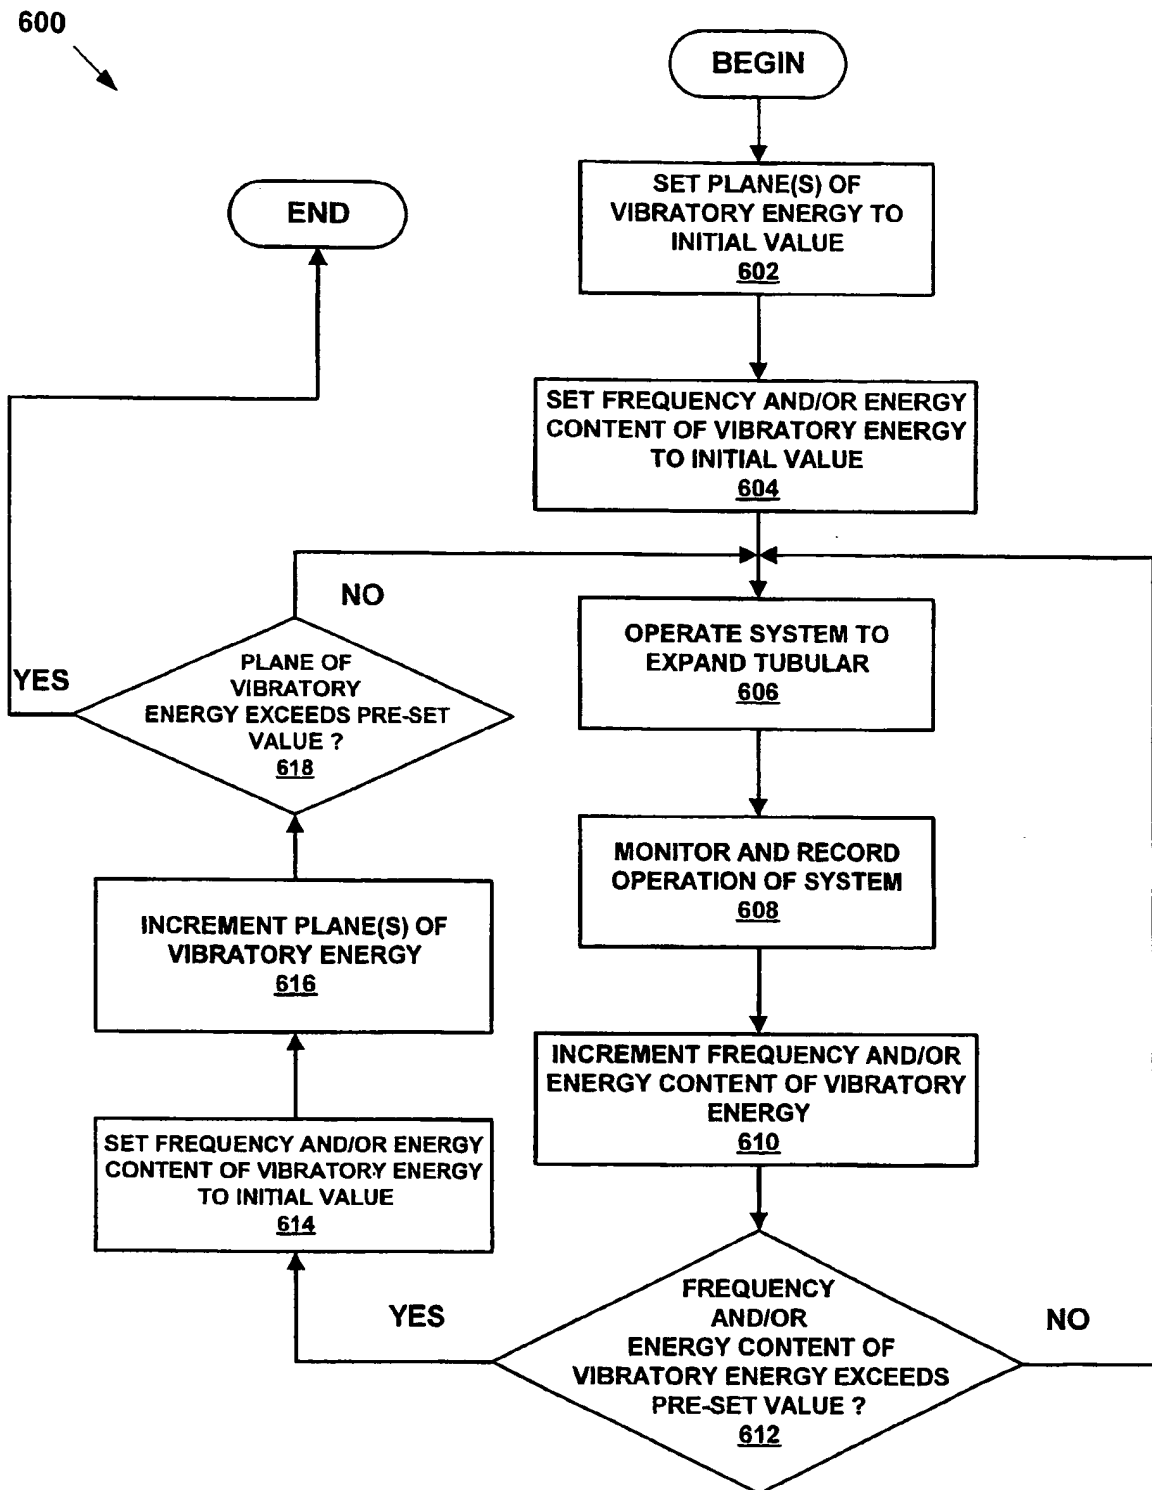 600
BEGIN
SET PLANE(S) OF
VIBRATORY ENERGY TO
INITIAL VALUE
602
END
SET FREQUENCY AND/OR ENERGY
CONTENT OF VIBRATORY ENERGY
TO INITIAL VALUE
604
NO
OPERATE SYSTEM TO
EXPAND TUBULAR
606
YES
PLANE OF
VIBRATORY
ENERGY EXCEEDS PRE-SET
VALUE ?
618
MONITOR AND RECORD
OPERATION OF SYSTEM
608
INCREMENT PLANE(S) OF
VIBRATORY ENERGY
616
INCREMENT FREQUENCY AND/OR
ENERGY CONTENT OF VIBRATORY
ENERGY
610
SET FREQUENCY AND/OR ENERGY
CONTENT OF VIBRATORY ENERGY
TO INITIAL VALUE
614
YES
FREQUENCY
AND/OR
ENERGY CONTENT OF
VIBRATORY ENERGY EXCEEDS
PRE-SET VALUE ?
612
NO